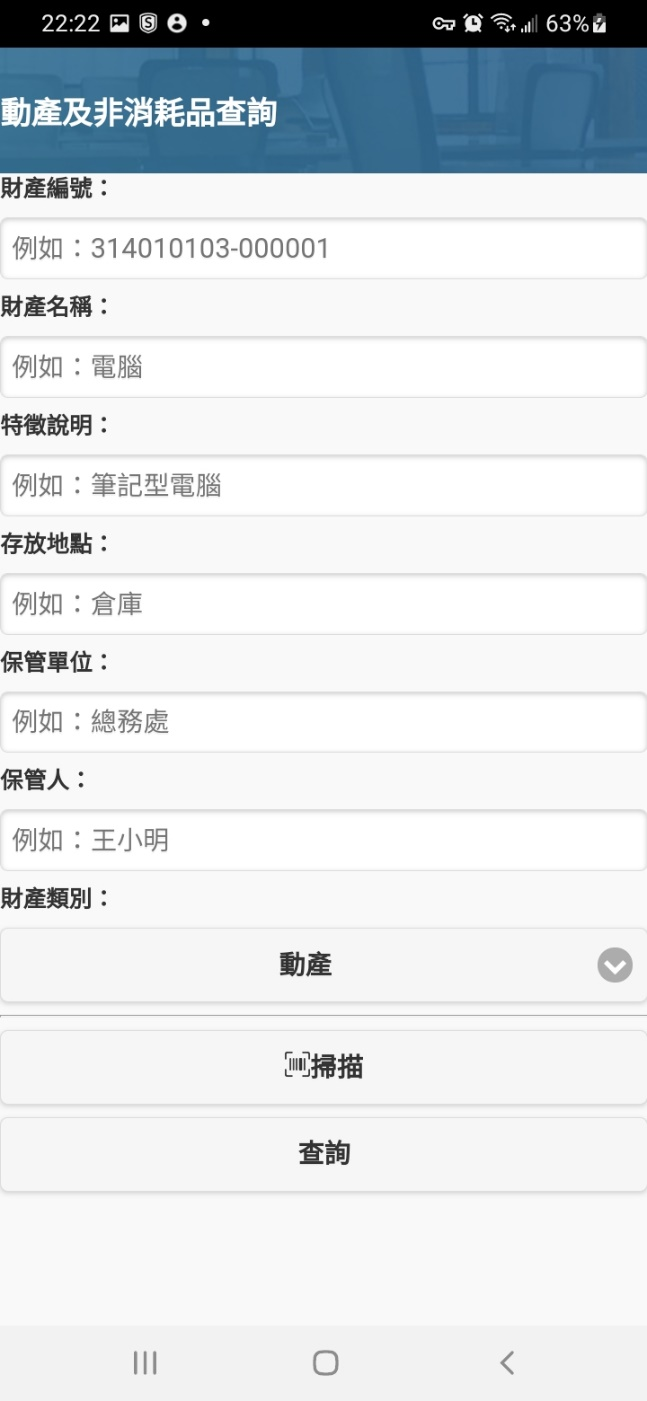 22:22
63%
動產及非消耗品查詢
財產編號：
例如：314010103-000001
財產名稱：
例如：電腦
特徵說明：
例如：筆記型電腦
存放地點：
例如：倉庫
保管單位：
例如：總務處
保管人：
例如：王小明
財產類別：
動產
掃描
查詢